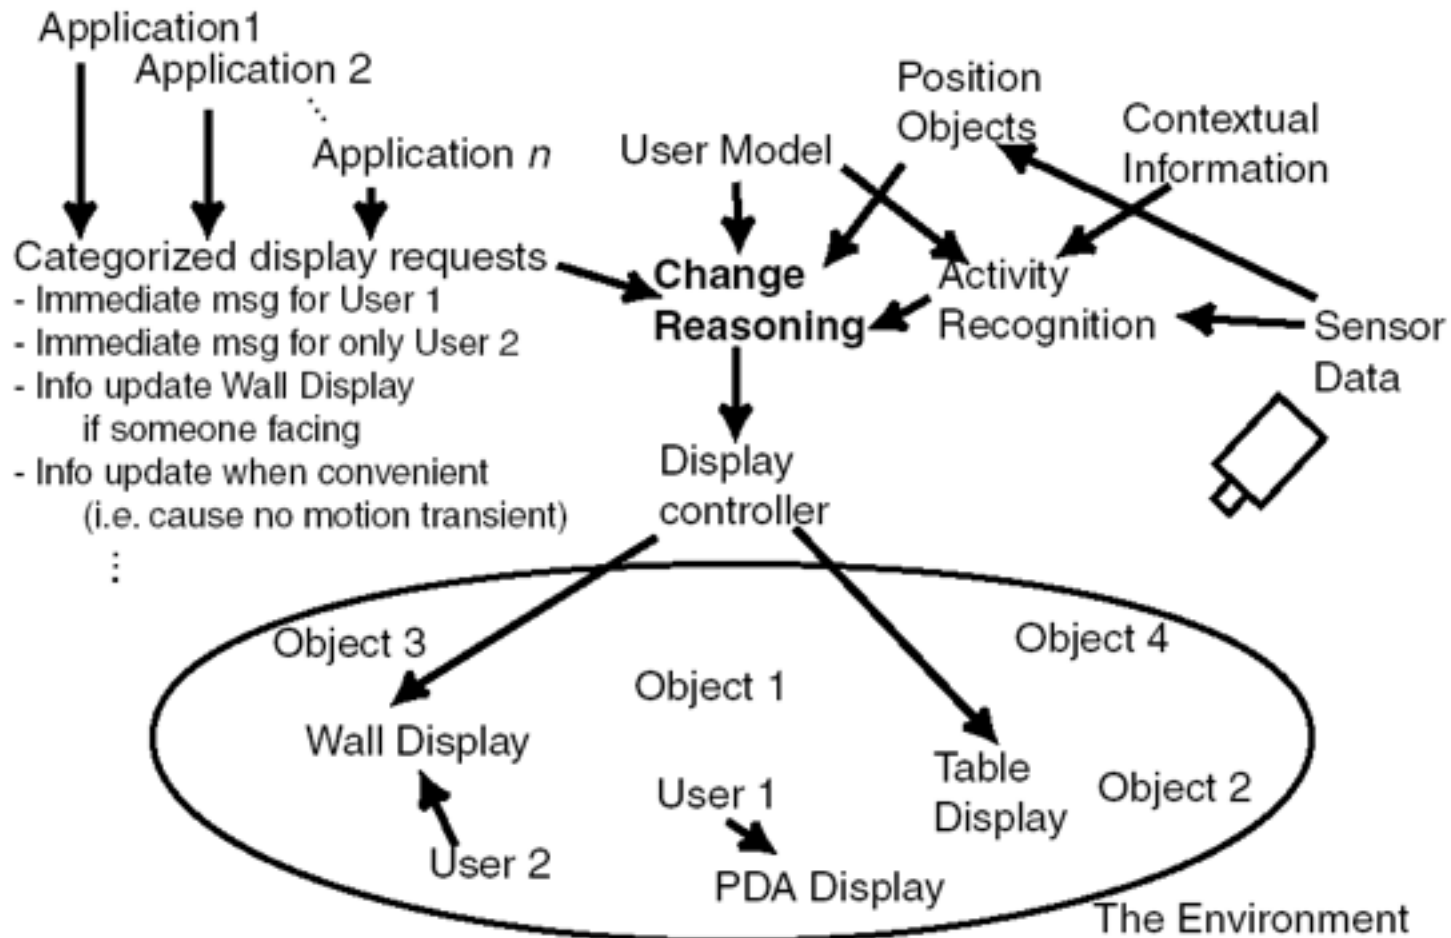 Application1
Application 2
Application n
Categorized display requests
- Immediate msg for User 1
- Immediate msg for only User 2
- Info update Wall Display
if someone facing
- Info update when convenient
(i.e. cause no motion transient)
User Model
Position
Objects
Contextual
Information
Change
Reasoning
Activity
Recognition
Sensor
Data
Display
controller
Object 3
Object 4
Object 1
Wall Display
Table
Display
Object 2
User 1
User 2
PDA Display
The Environment